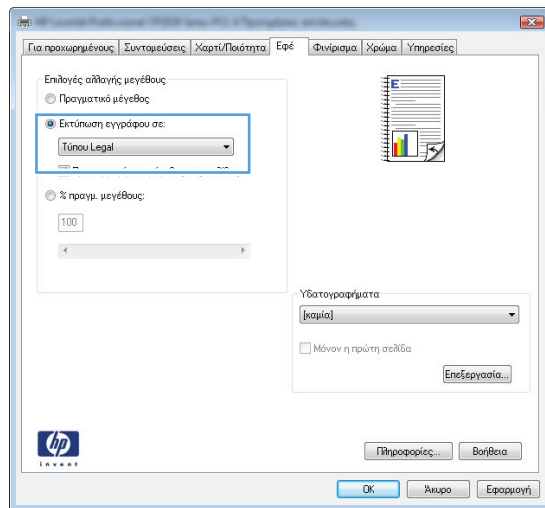 Για προχωρημένους Συντομεύσεις Χαρτί/Ποιότητα Εφέ Φινίρισμα Χρώμα Υπηρεσίες
Επιλογές αλλαγής μεγέθους
Πραγματικό μέγεθος
Εκτύπωση εγγράφου σε:
Τύπου Legal
% πραγμ. μεγέθους:
100
Υδατογραφήματα
[καμία]
Μόνον η πρώτη σελίδα
Επεξεργασία...
hp
invent
Πληροφορίες... Βοήθεια
OK Άκυρο Εφαρμογή